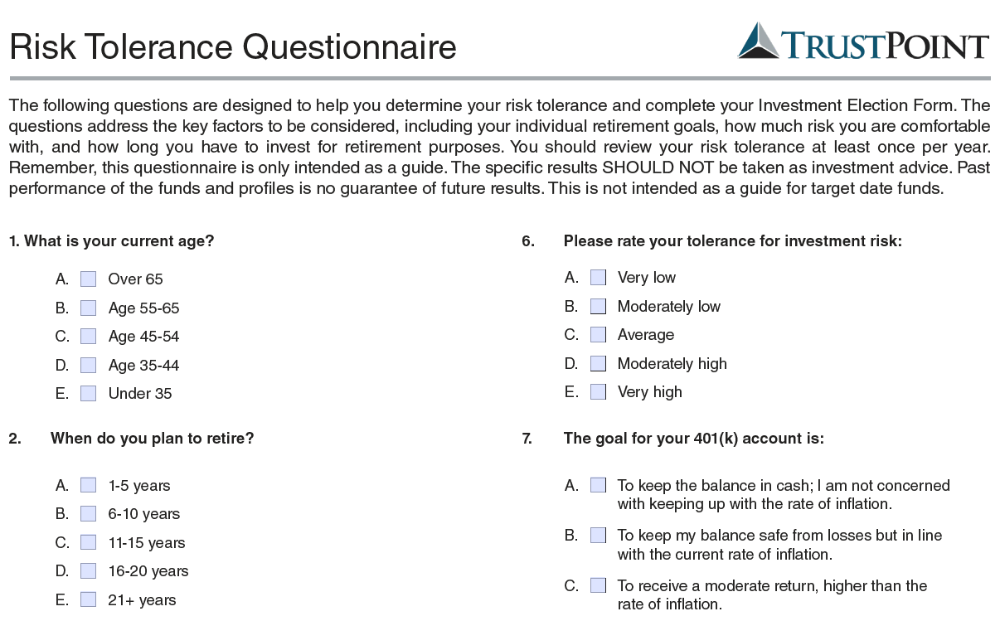 Risk Tolerance Questionnaire
TRUSTPOINT
The following questions are designed to help you determine your risk tolerance and complete your Investment Election Form. The
questions address the key factors to be considered, including your individual retirement goals, how much risk you are comfortable
with, and how long you have to invest for retirement purposes. You should review your risk tolerance at least once per year.
Remember, this questionnaire is only intended as a guide. The specific results SHOULD NOT be taken as investment advice. Past
performance of the funds and profiles is no guarantee of future results. This is not intended as a guide for target date funds.
1. What is your current age?
A. Over 65
B. Age 55-65
C. Age 45-54
D. Age 35-44
E. Under 35
2. When do you plan to retire?
A. 1-5 years
B. 6-10 years
C. 11-15 years
D. 16-20 years
E. 21+ years
6. Please rate your tolerance for investment risk:
A. Very low
B. Moderately low
C. Average
D. Moderately high
E. Very high
7. The goal for your 401(k) account is:
A. To keep the balance in cash; I am not concerned
with keeping up with the rate of inflation.
B. To keep my balance safe from losses but in line
with the current rate of inflation.
C. To receive a moderate return, higher than the
rate of inflation.